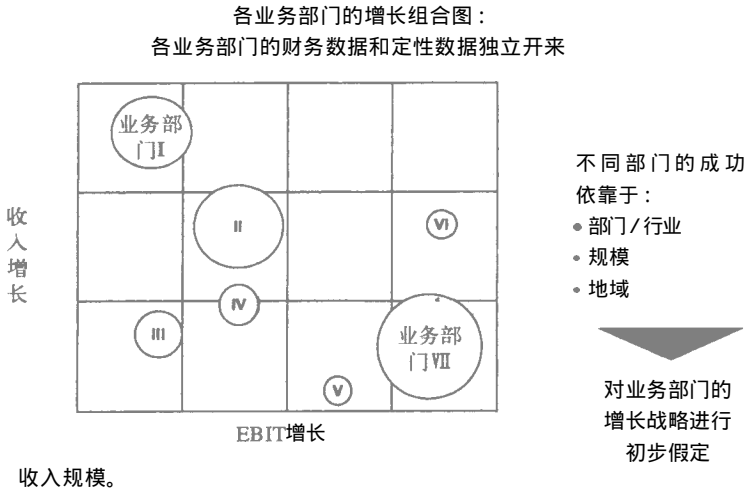 各业务部门的增长组合图:
各业务部门的财务数据和定性数据独立开来
业务部
门I
II
VI
IV
III
业务部
门VII
V
收
入
增
长
EBIT增长
不同部门的成功
依靠于:
• 部门/行业
• 规模
• 地域
对业务部门的
增长战略进行
初步假定
收入规模。